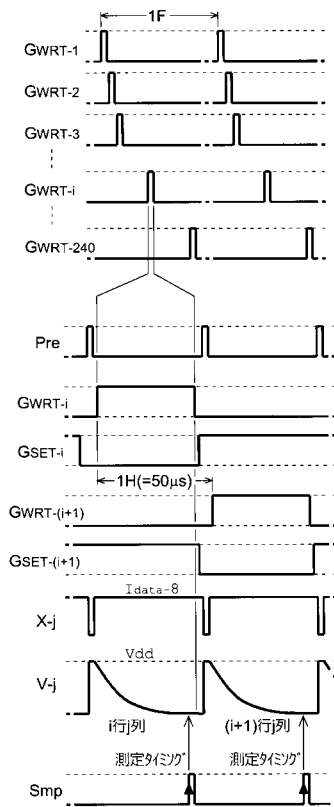 1F
GWRT-1
GWRT-2
GWRT-3
GWRT-i
GWRT-240
Pre
GWRT-i
GSET-i
1H(=50μs)
GWRT-(i+1)
GSET-(i+1)
Idata-8
X-j
Vdd
V-j
i行j列
(i+1)行j列
測定タイミング
測定タイミング
Smp